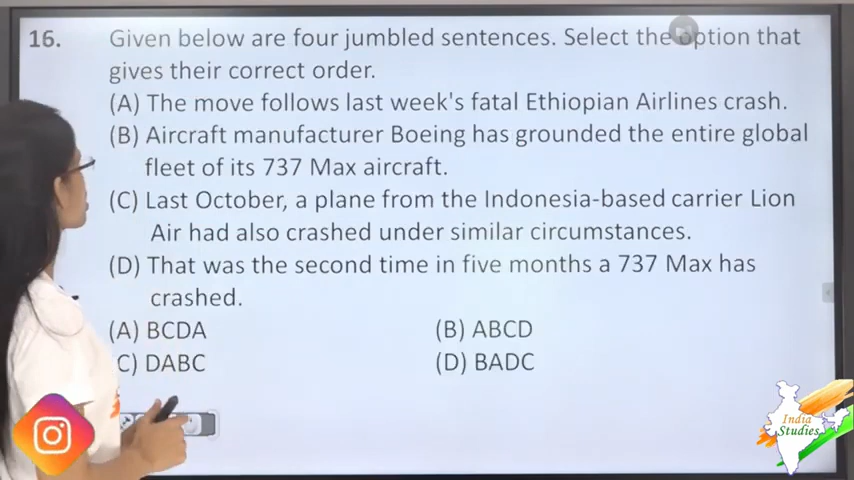 16. Given below are four jumbled sentences. Select the option that
gives their correct order.
(A) The move follows last week's fatal Ethiopian Airlines crash.
(B) Aircraft manufacturer Boeing has grounded the entire global
fleet of its 737 Max aircraft.
(C) Last October, a plane from the Indonesia-based carrier Lion
Air had also crashed under similar circumstances.
(D) That was the second time in five months a 737 Max has
crashed.
(A) BCDA (B) ABCD
C) DABC (D) BADC
India
Studies